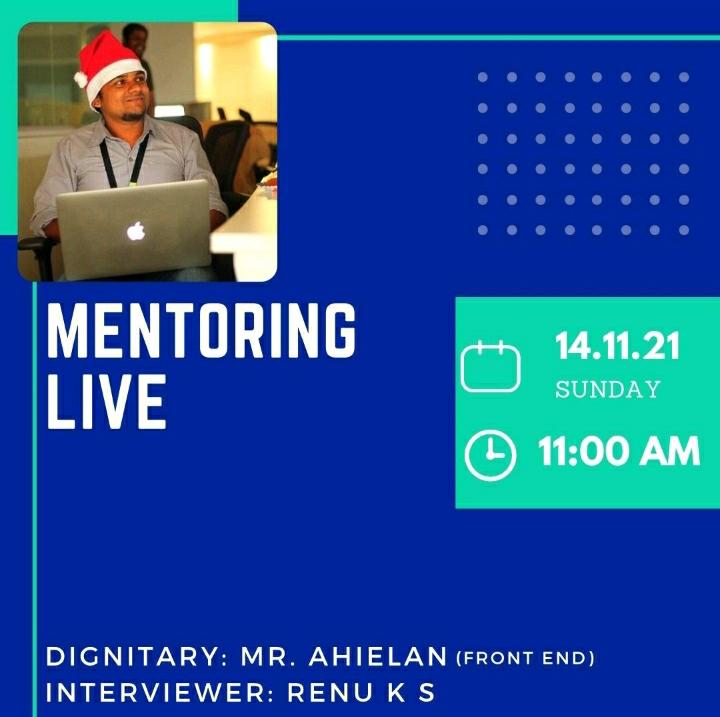 MENTORING
LIVE
14.11.21
SUNDAY
11:00 AM
DIGNITARY: MR. AHIELAN (FRONT END)
INTERVIEWER: RENU K S